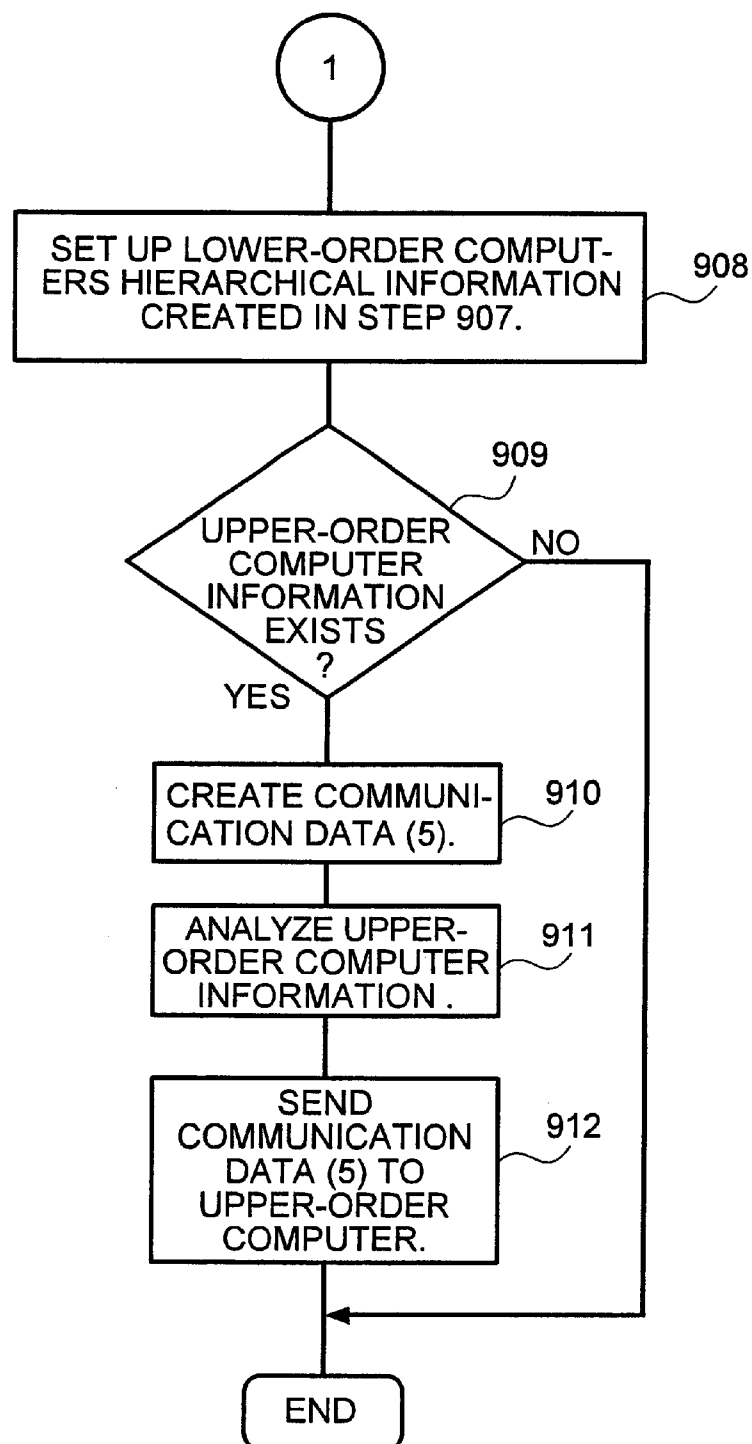 1
SET UP LOWER-ORDER COMPUT-
ERS HIERARCHICAL INFORMATION
CREATED IN STEP 907.
908
909
UPPER-ORDER
COMPUTER
INFORMATION
EXISTS
?
NO
YES
CREATE COMMUNI-
CATION DATA (5).
910
ANALYZE UPPER-
ORDER COMPUTER
INFORMATION .
911
SEND
COMMUNICATION
DATA (5) TO
UPPER-ORDER
COMPUTER.
912
END